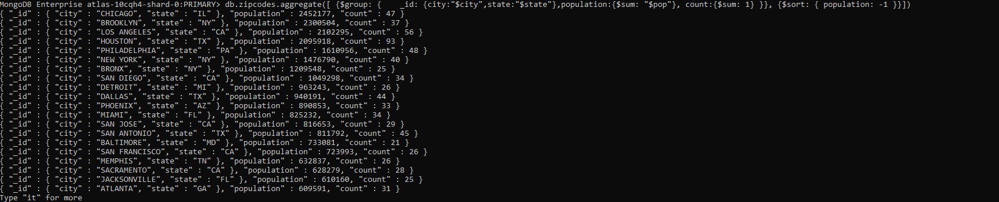 MongoDB Enterprise atlas-10cqh4-shard-0:PRIMARY> db.zipcodes.aggregate([ {$group: {    _id: {city:"$city",state:"$state"},population:{$sum: "$pop"}, count:{$sum: 1} }}, {$sort: { population: -1 }}])
{ "_id" : { "city" : "CHICAGO", "state" : "IL" }, "population" : 2452177, "count" : 47 }
{ "_id" : { "city" : "BROOKLYN", "state" : "NY" }, "population" : 2300504, "count" : 37 }
{ "_id" : { "city" : "LOS ANGELES", "state" : "CA" }, "population" : 2102295, "count" : 56 }
{ "_id" : { "city" : "HOUSTON", "state" : "TX" }, "population" : 2095918, "count" : 93 }
{ "_id" : { "city" : "PHILADELPHIA", "state" : "PA" }, "population" : 1610956, "count" : 48 }
{ "_id" : { "city" : "NEW YORK", "state" : "NY" }, "population" : 1476790, "count" : 40 }
{ "_id" : { "city" : "BRONX", "state" : "NY" }, "population" : 1209548, "count" : 25 }
{ "_id" : { "city" : "SAN DIEGO", "state" : "CA" }, "population" : 1049298, "count" : 34 }
{ "_id" : { "city" : "DETROIT", "state" : "MI" }, "population" : 963243, "count" : 26 }
{ "_id" : { "city" : "DALLAS", "state" : "TX" }, "population" : 940191, "count" : 44 }
{ "_id" : { "city" : "PHOENIX", "state" : "AZ" }, "population" : 890853, "count" : 33 }
{ "_id" : { "city" : "MIAMI", "state" : "FL" }, "population" : 825232, "count" : 34 }
{ "_id" : { "city" : "SAN JOSE", "state" : "CA" }, "population" : 816653, "count" : 29 }
{ "_id" : { "city" : "SAN ANTONIO", "state" : "TX" }, "population" : 811792, "count" : 45 }
{ "_id" : { "city" : "BALTIMORE", "state" : "MD" }, "population" : 733081, "count" : 21 }
{ "_id" : { "city" : "SAN FRANCISCO", "state" : "CA" }, "population" : 723993, "count" : 26 }
{ "_id" : { "city" : "MEMPHIS", "state" : "TN" }, "population" : 632837, "count" : 26 }
{ "_id" : { "city" : "SACRAMENTO", "state" : "CA" }, "population" : 628279, "count" : 28 }
{ "_id" : { "city" : "JACKSONVILLE", "state" : "FL" }, "population" : 610160, "count" : 25 }
{ "_id" : { "city" : "ATLANTA", "state" : "GA" }, "population" : 609591, "count" : 31 }
Type "it" for more